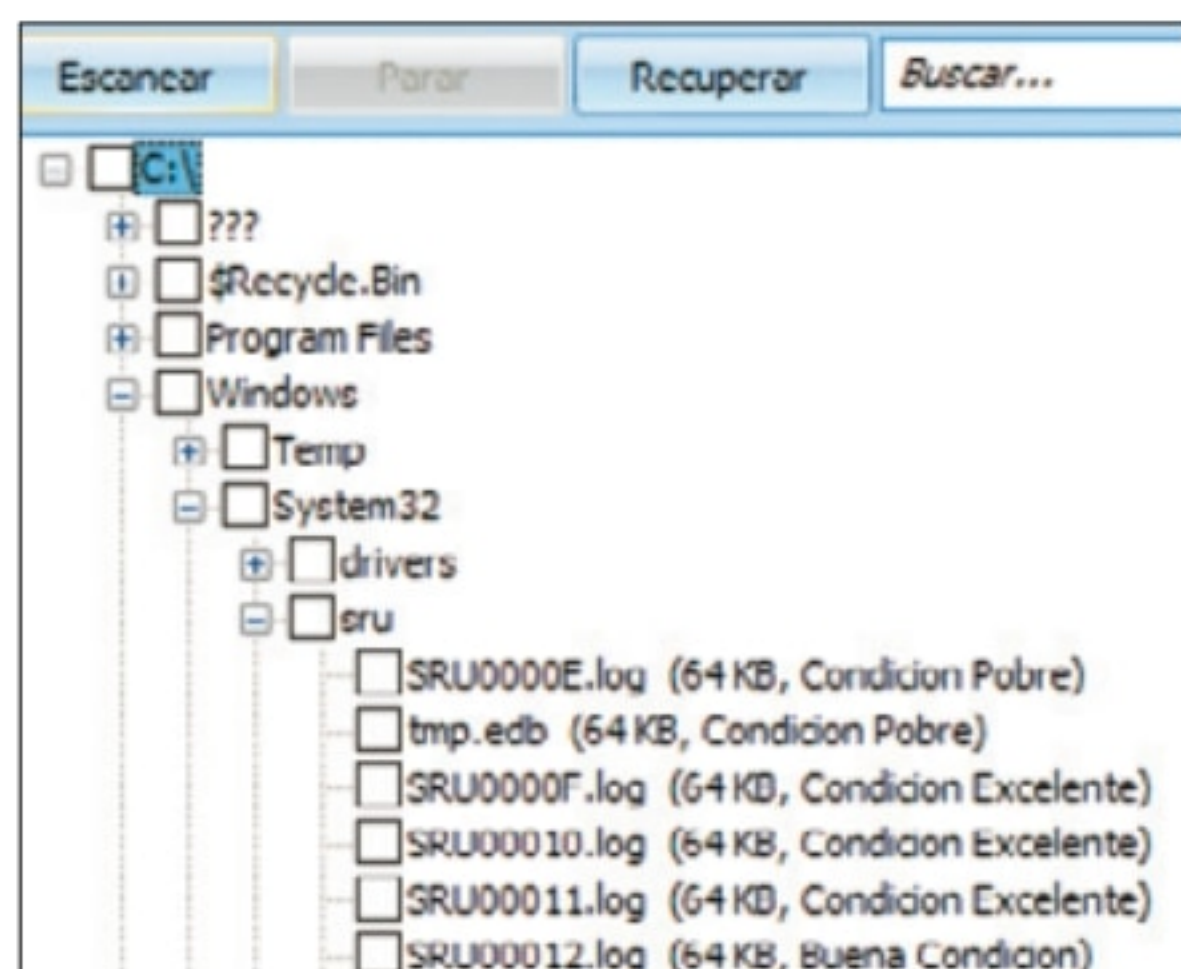 Escanear Parar Recuperar Buscar...
C:\
???
$Recycle.Bin
Program Files
Windows
Temp
System32
drivers
sru
SRU0000E.log (64 KB, Condicion Pobre)
tmp.edb (64 KB, Condicion Pobre)
SRU0000F.log (64 KB, Condicion Excelente)
SRU00010.log (64 KB, Condicion Excelente)
SRU00011.log (64 KB, Condicion Excelente)
SRU00012.log (64 KB, Buena Condicion)